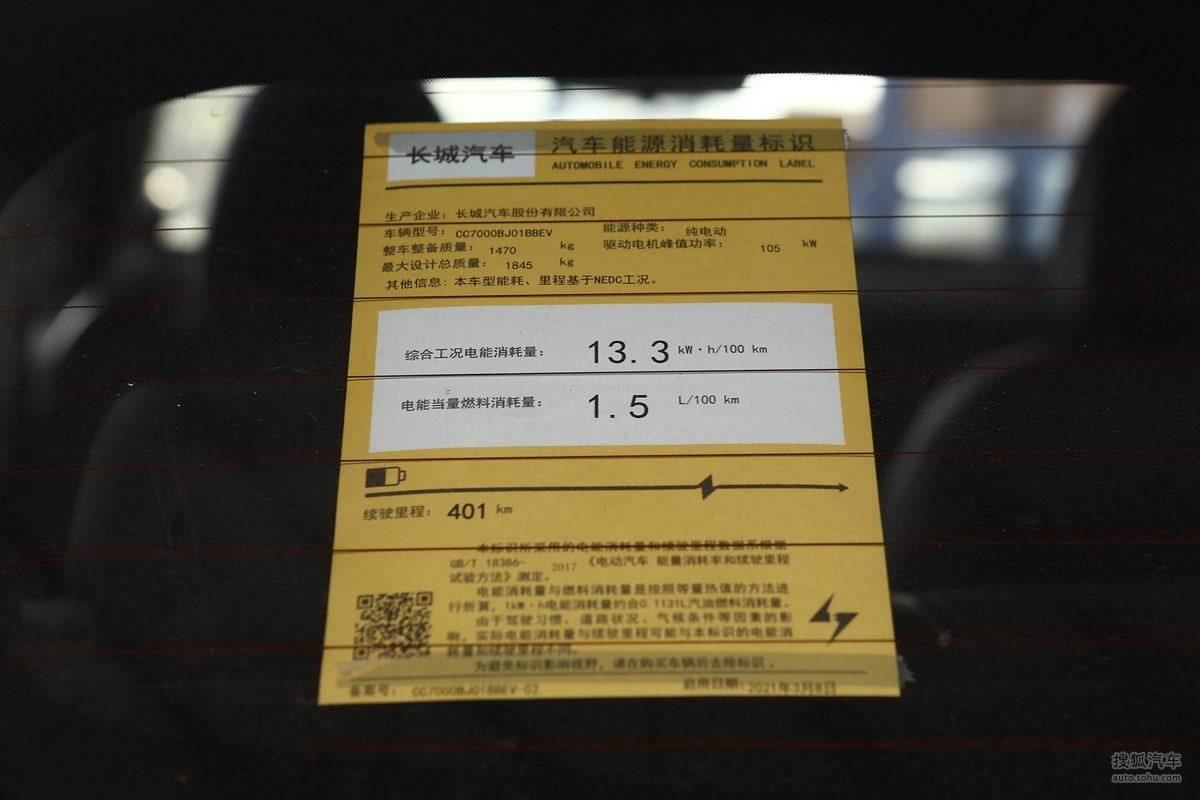 长城汽车
汽车能源消耗量标识
AUTOMOBILE ENERGY CONSUMPTION LABEL
生产企业：长城汽车股份有限公司
车辆型号：CC7000BJ01BBEV 能源种类：纯电动
整车整备质量：1470 kg 驱动电机峰值功率：105 kW
最大设计总质量：1845 kg
其他信息：本车型能耗、里程基于NEDC工况。
综合工况电能消耗量：13.3 kW·h/100 km
电能当量燃料消耗量：1.5 L/100 km
续驶里程：401 km
本标识所采用的电能消耗量和续驶里程数据系根据
GB/T 18386-2017《电动汽车 能量消耗率和续驶里程
试验方法》测定。
电能消耗量与燃料消耗量是按照等量热值的方法进
行折算，1kW·h电能消耗量约合0.1131L汽油燃料消耗量。
由于驾驶习惯、道路状况、气候条件等因素的影
响，实际电能消耗量与续驶里程可能与本标识的电能消
耗量和续驶里程不同。
为避免标识影响视野，请在购买车辆后去除标识。
备案号：CC7000BJ01BBEV-02 启用日期：2021年3月8日
搜狐汽车
auto.sohu.com